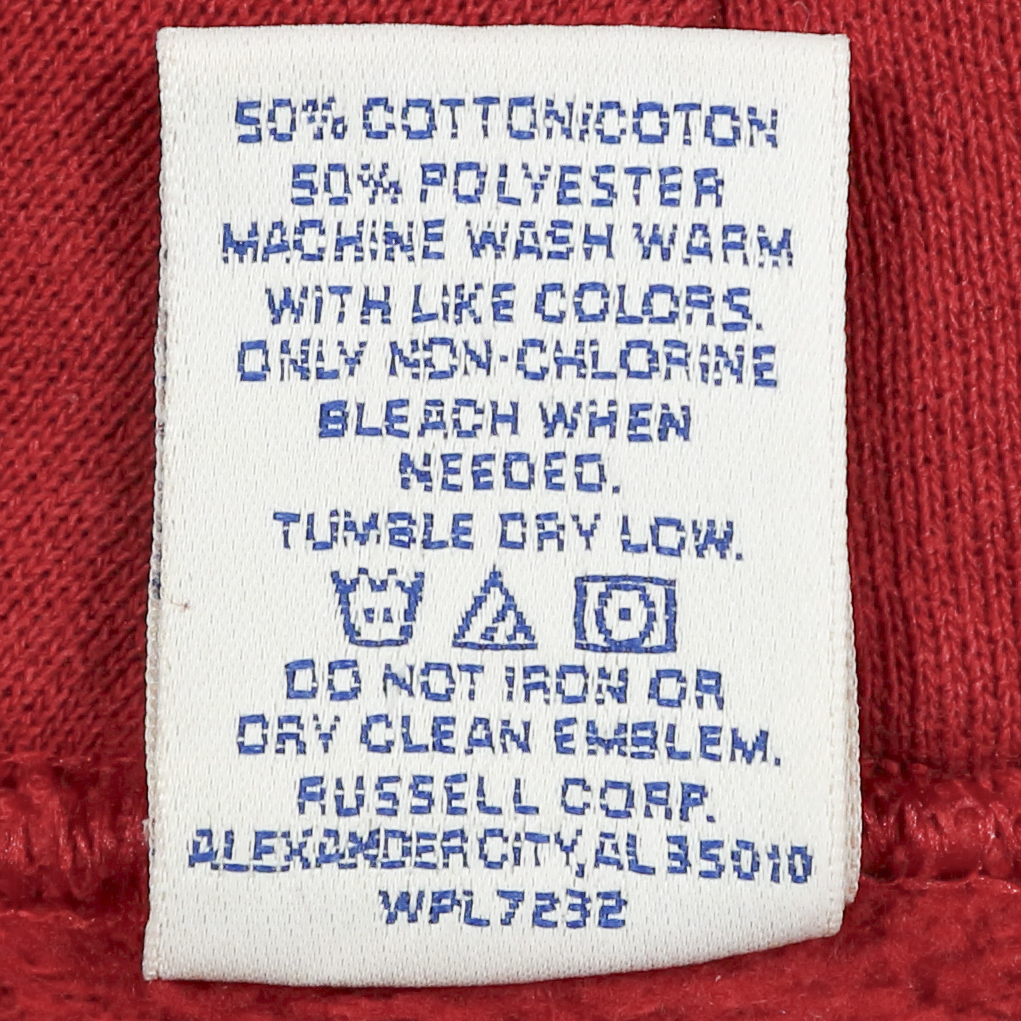 50% COTTON/COTON
50% POLYESTER
MACHINE WASH WARM
WITH LIKE COLORS.
ONLY NON-CHLORINE
BLEACH WHEN
NEEDED.
TUMBLE DRY LOW.
DO NOT IRON OR
DRY CLEAN EMBLEM.
RUSSELL CORP.
ALEXANDER CITY, AL 35010
WPL7232